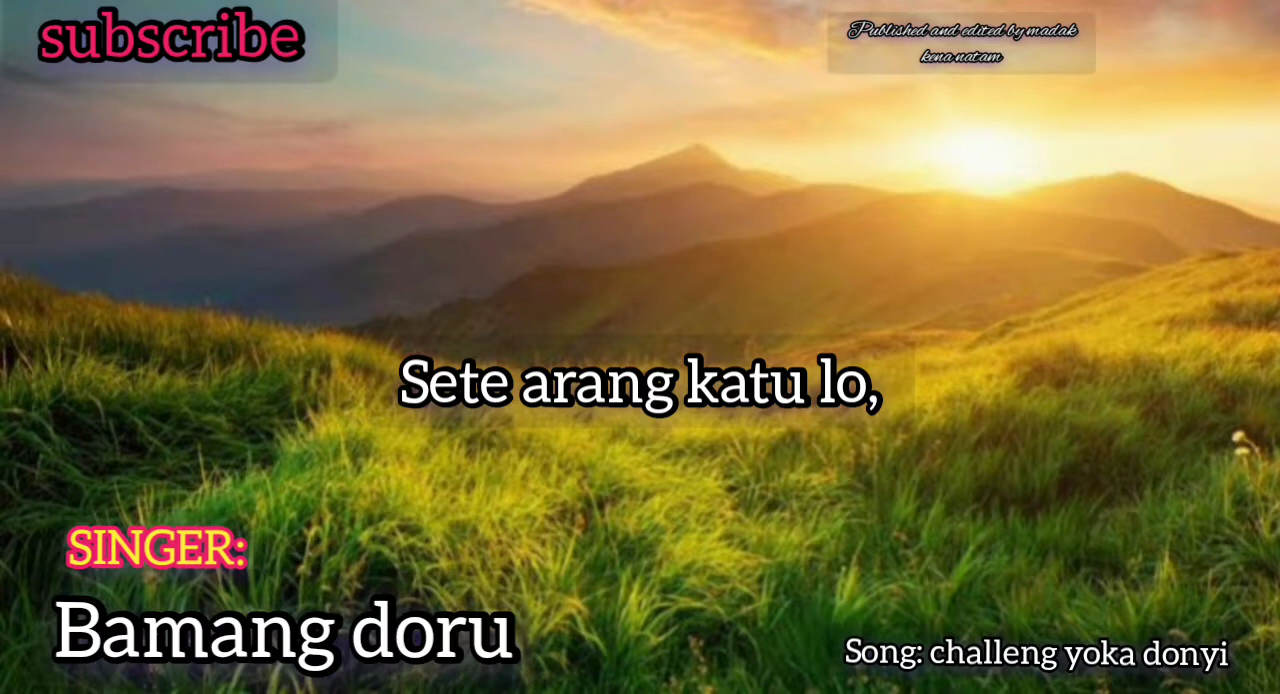 subscribe
Published and edited by madak
kena natam
Sete arang katu lo,
SINGER:
Bamang doru
Song: challeng yoka donyi